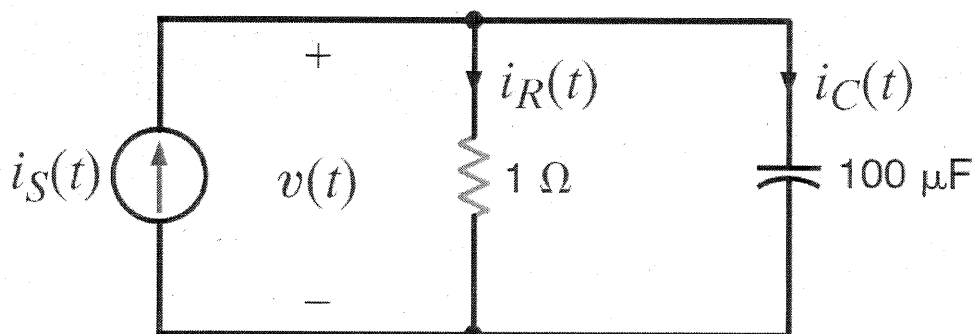 +
i_R(t)
i_C(t)
i_S(t)
v(t)
1 Ω
100 μF
−